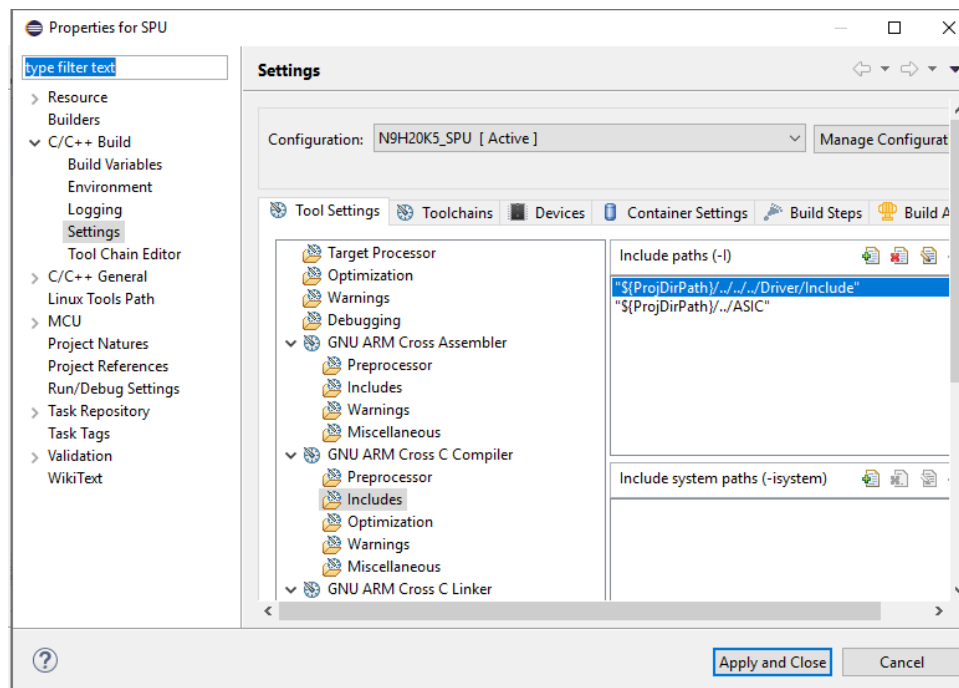 Properties for SPU
type filter text
Resource
Builders
C/C++ Build
Build Variables
Environment
Logging
Settings
Tool Chain Editor
C/C++ General
Linux Tools Path
MCU
Project Natures
Project References
Run/Debug Settings
Task Repository
Task Tags
Validation
WikiText
Settings
Configuration: N9H20K5_SPU [ Active ] Manage Configurat
Tool Settings Toolchains Devices Container Settings Build Steps Build A
Target Processor
Optimization
Warnings
Debugging
GNU ARM Cross Assembler
Preprocessor
Includes
Warnings
Miscellaneous
GNU ARM Cross C Compiler
Preprocessor
Includes
Optimization
Warnings
Miscellaneous
GNU ARM Cross C Linker
Include paths (-I)
"${ProjDirPath}/../../../Driver/Include"
"${ProjDirPath}/../ASIC"
Include system paths (-isystem)
Apply and Close Cancel